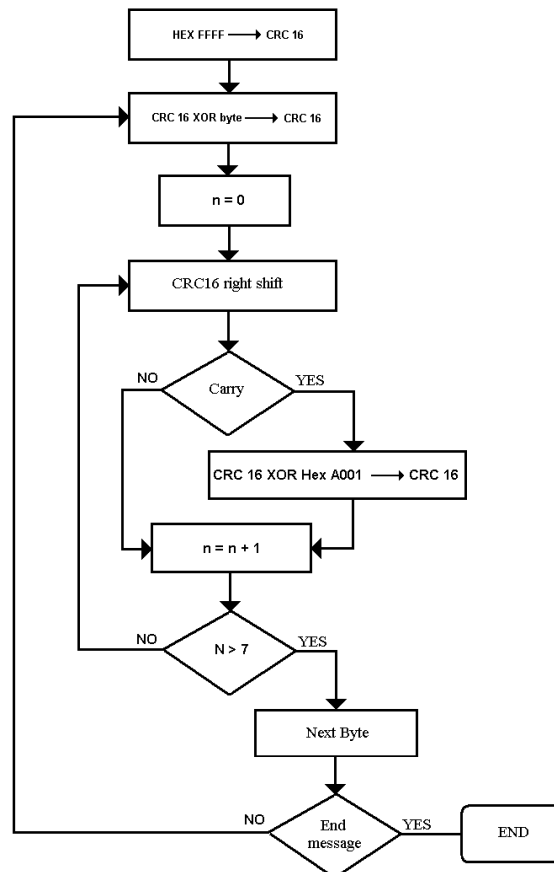 HEX FFFF ⟶ CRC 16
CRC 16 XOR byte ⟶ CRC 16
n = 0
CRC16 right shift
NO
YES
Carry
CRC 16 XOR Hex A001 ⟶ CRC 16
n = n + 1
NO
YES
N > 7
Next Byte
NO
End
message
YES
END